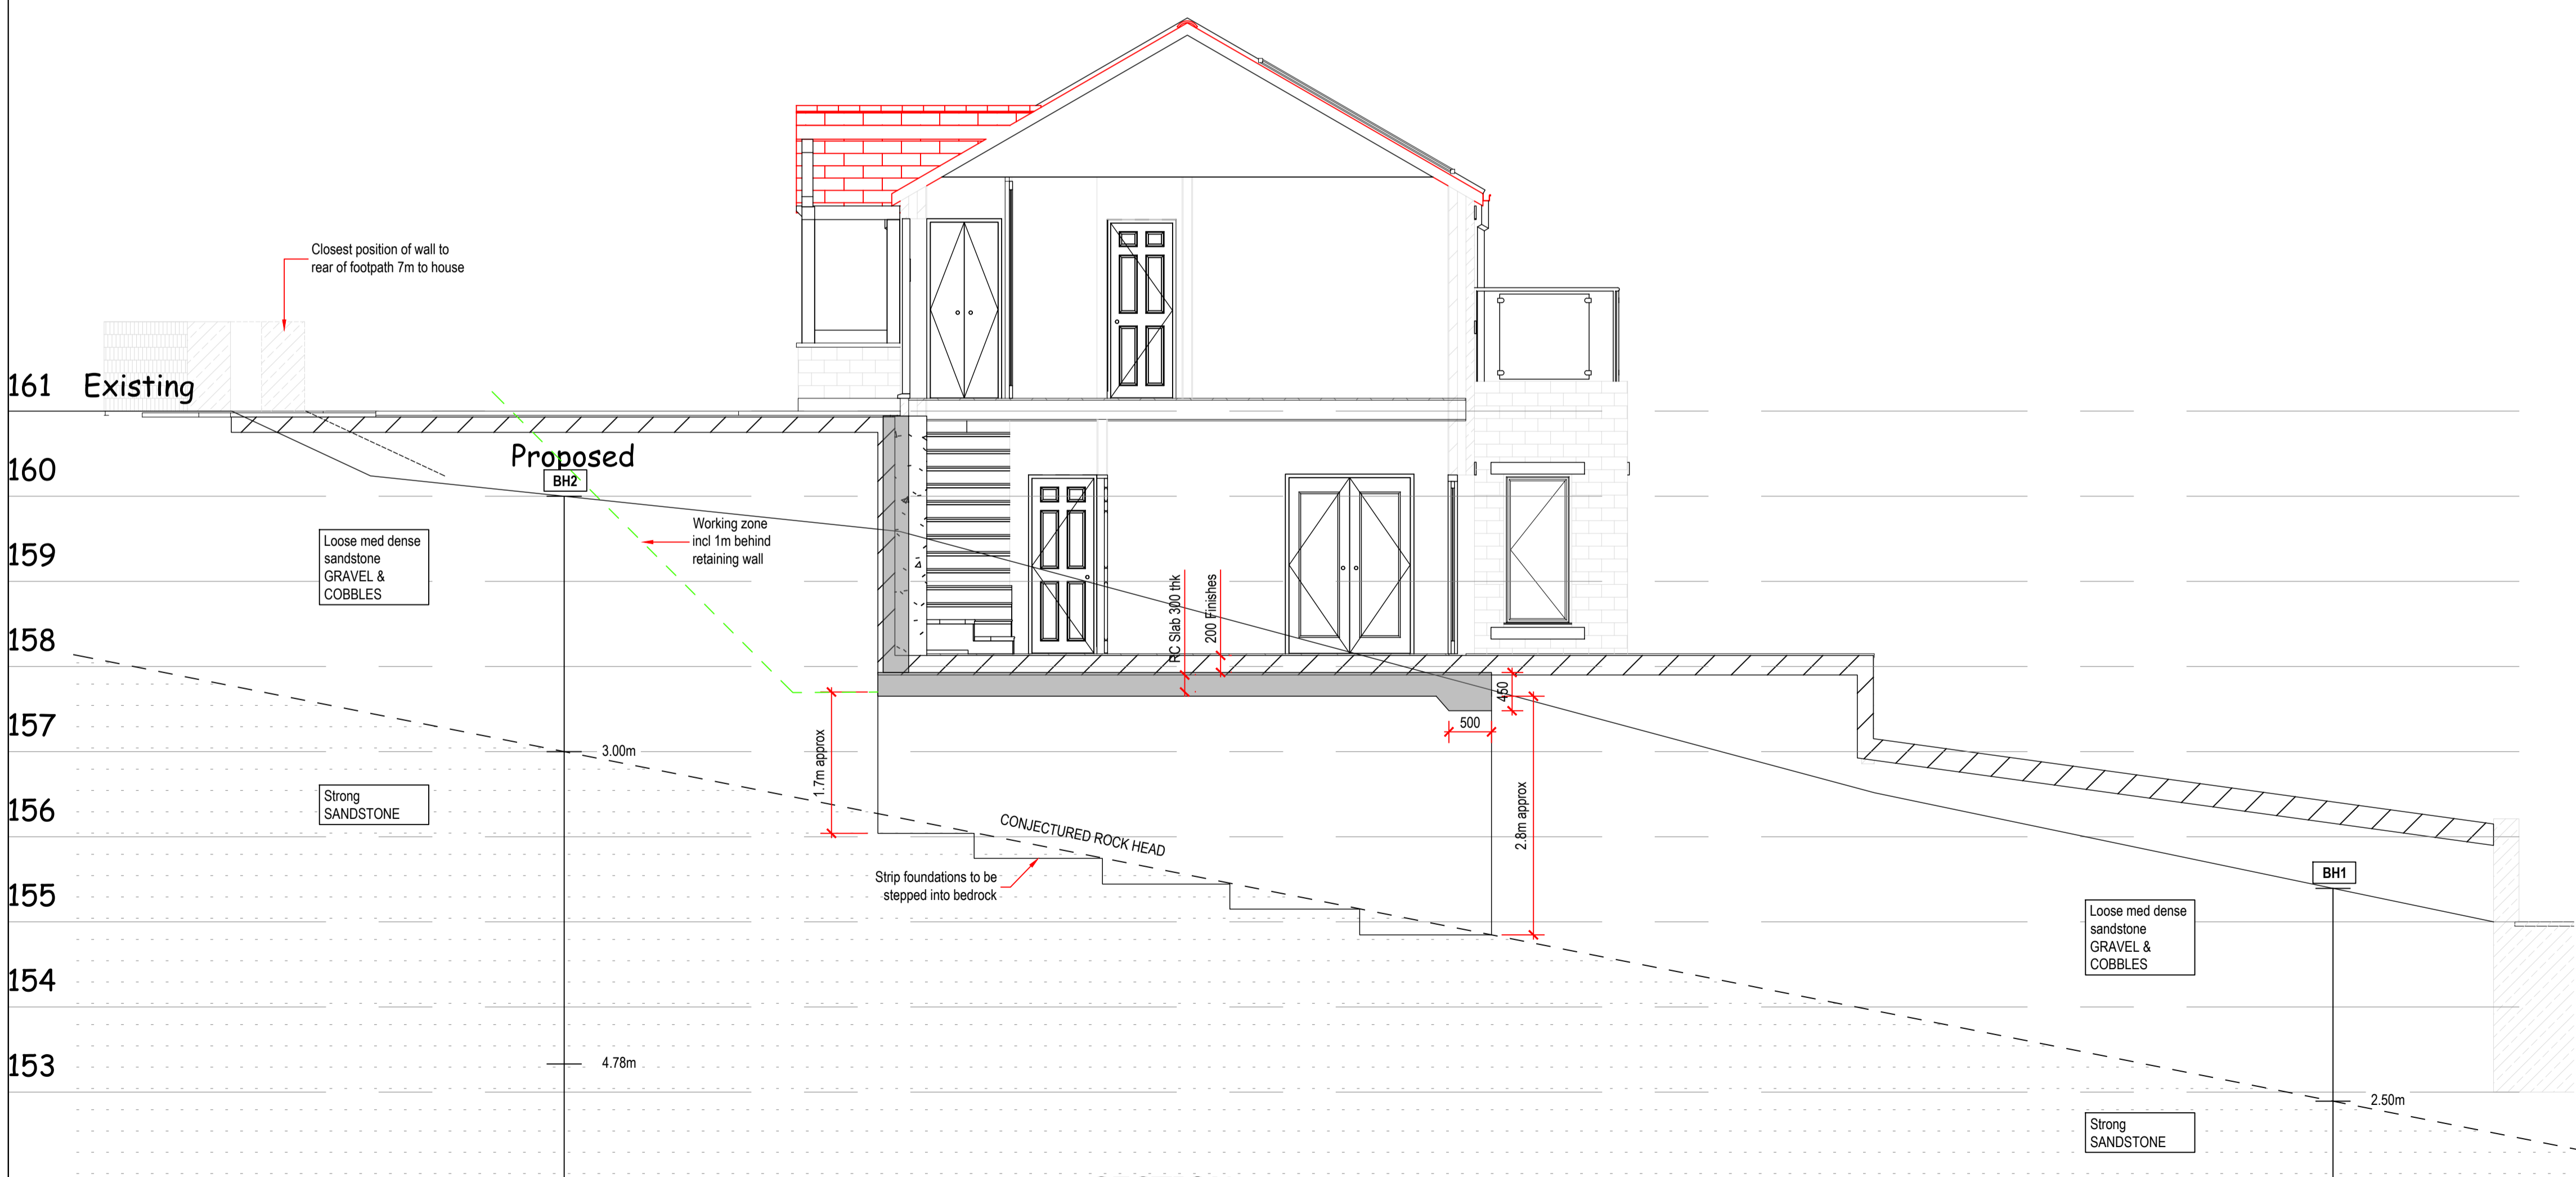 Closest position of wall to
rear of footpath 7m to house
161
Existing
Proposed
160
BH2
Working zone
incl 1m behind
retaining wall
159
Loose med dense
sandstone
GRAVEL &
COBBLES
RC Slab 300 thk
200 Finishes
158
450
500
157
3.00m
1.7m approx
2.8m approx
156
Strong
SANDSTONE
CONJECTURED ROCK HEAD
Strip foundations to be
stepped into bedrock
155
BH1
Loose med dense
sandstone
GRAVEL &
COBBLES
154
153
4.78m
2.50m
Strong
SANDSTONE